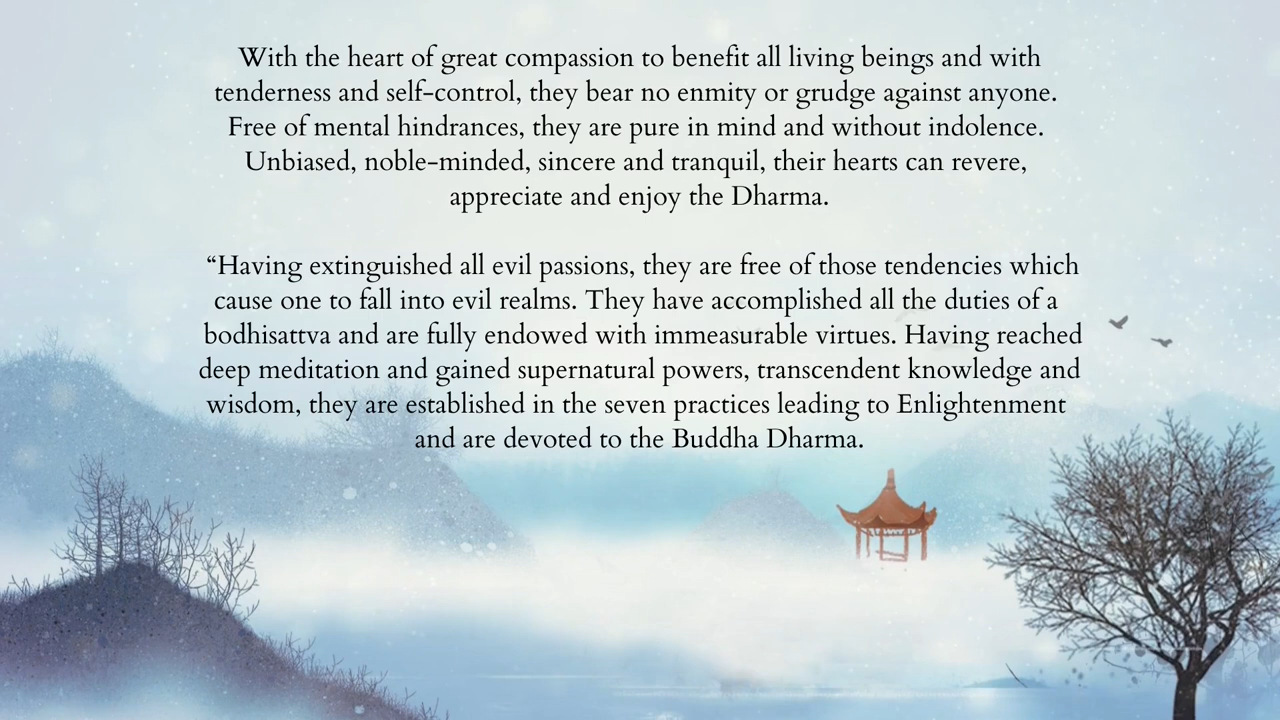 With the heart of great compassion to benefit all living beings and with
tenderness and self-control, they bear no enmity or grudge against anyone.
Free of mental hindrances, they are pure in mind and without indolence.
Unbiased, noble-minded, sincere and tranquil, their hearts can revere,
appreciate and enjoy the Dharma.
“Having extinguished all evil passions, they are free of those tendencies which
cause one to fall into evil realms. They have accomplished all the duties of a
bodhisattva and are fully endowed with immeasurable virtues. Having reached
deep meditation and gained supernatural powers, transcendent knowledge and
wisdom, they are established in the seven practices leading to Enlightenment
and are devoted to the Buddha Dharma.